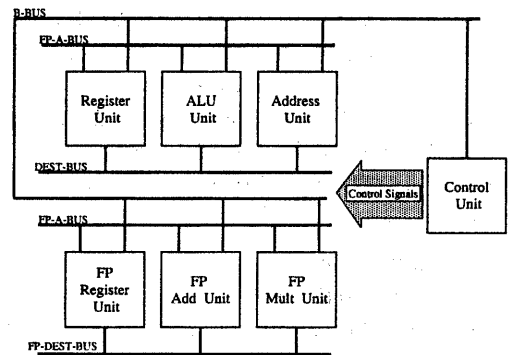 B-BUS
FP-A-BUS
Register
Unit
ALU
Unit
Address
Unit
DEST-BUS
Control Signals
Control
Unit
FP-A-BUS
FP
Register
Unit
FP
Add Unit
FP
Mult Unit
FP-DEST-BUS